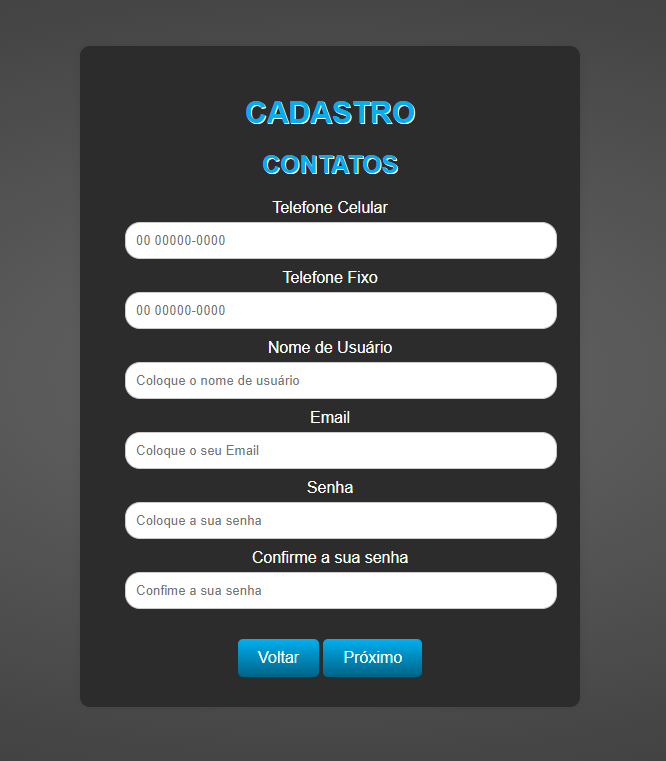 CADASTRO
CONTATOS
Telefone Celular
00 00000-0000
Telefone Fixo
00 00000-0000
Nome de Usuário
Coloque o nome de usuário
Email
Coloque o seu Email
Senha
Coloque a sua senha
Confirme a sua senha
Confime a sua senha
Voltar Próximo